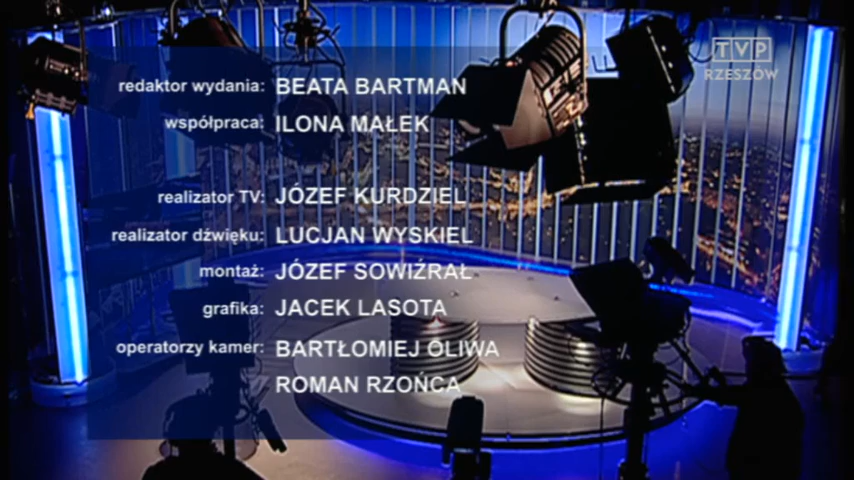 TVP
RZESZÓW
redaktor wydania: BEATA BARTMAN
współpraca: ILONA MAŁEK
realizator TV: JÓZEF KURDZIEL
realizator dźwięku: LUCJAN WYSKIEL
montaż: JÓZEF SOWIŹRAŁ
grafika: JACEK LASOTA
operatorzy kamer: BARTŁOMIEJ OLIWA
ROMAN RZOŃCA